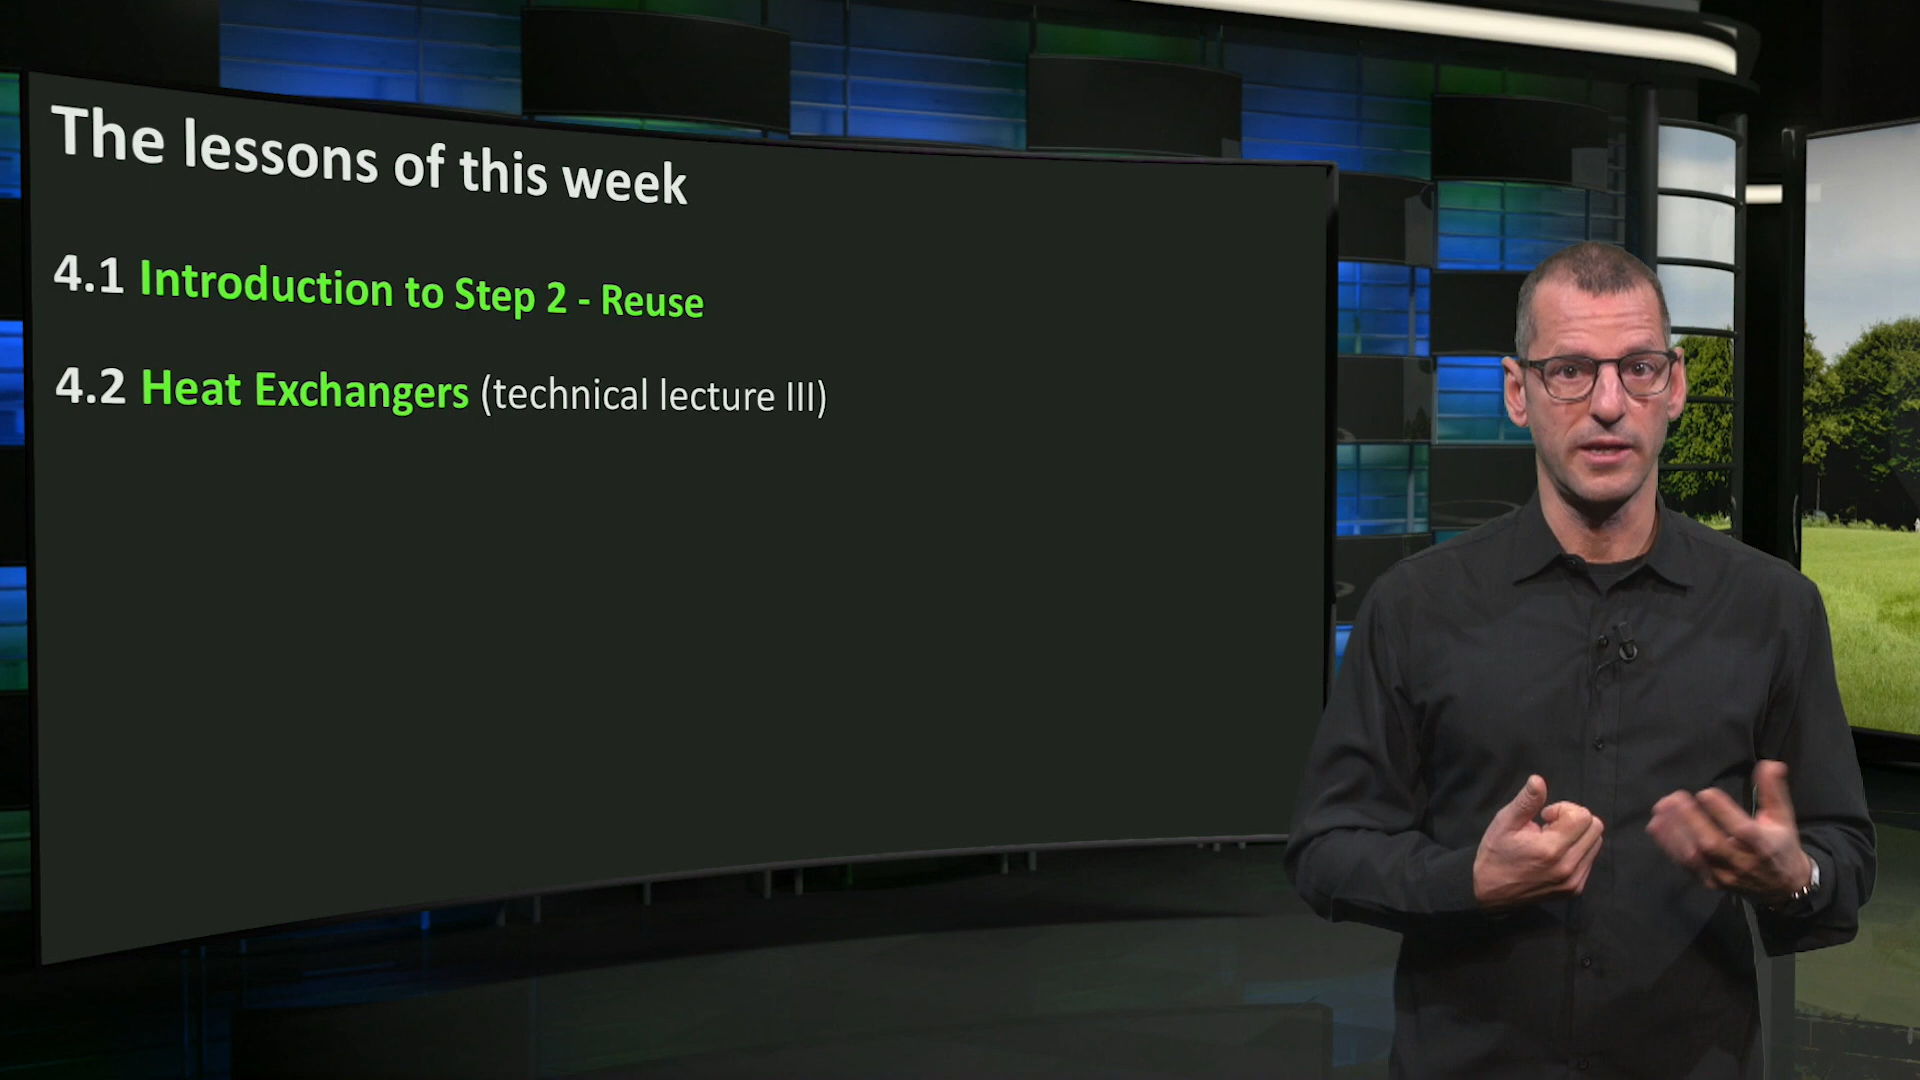 The lessons of this week
4.1 Introduction to Step 2 - Reuse
4.2 Heat Exchangers (technical lecture III)